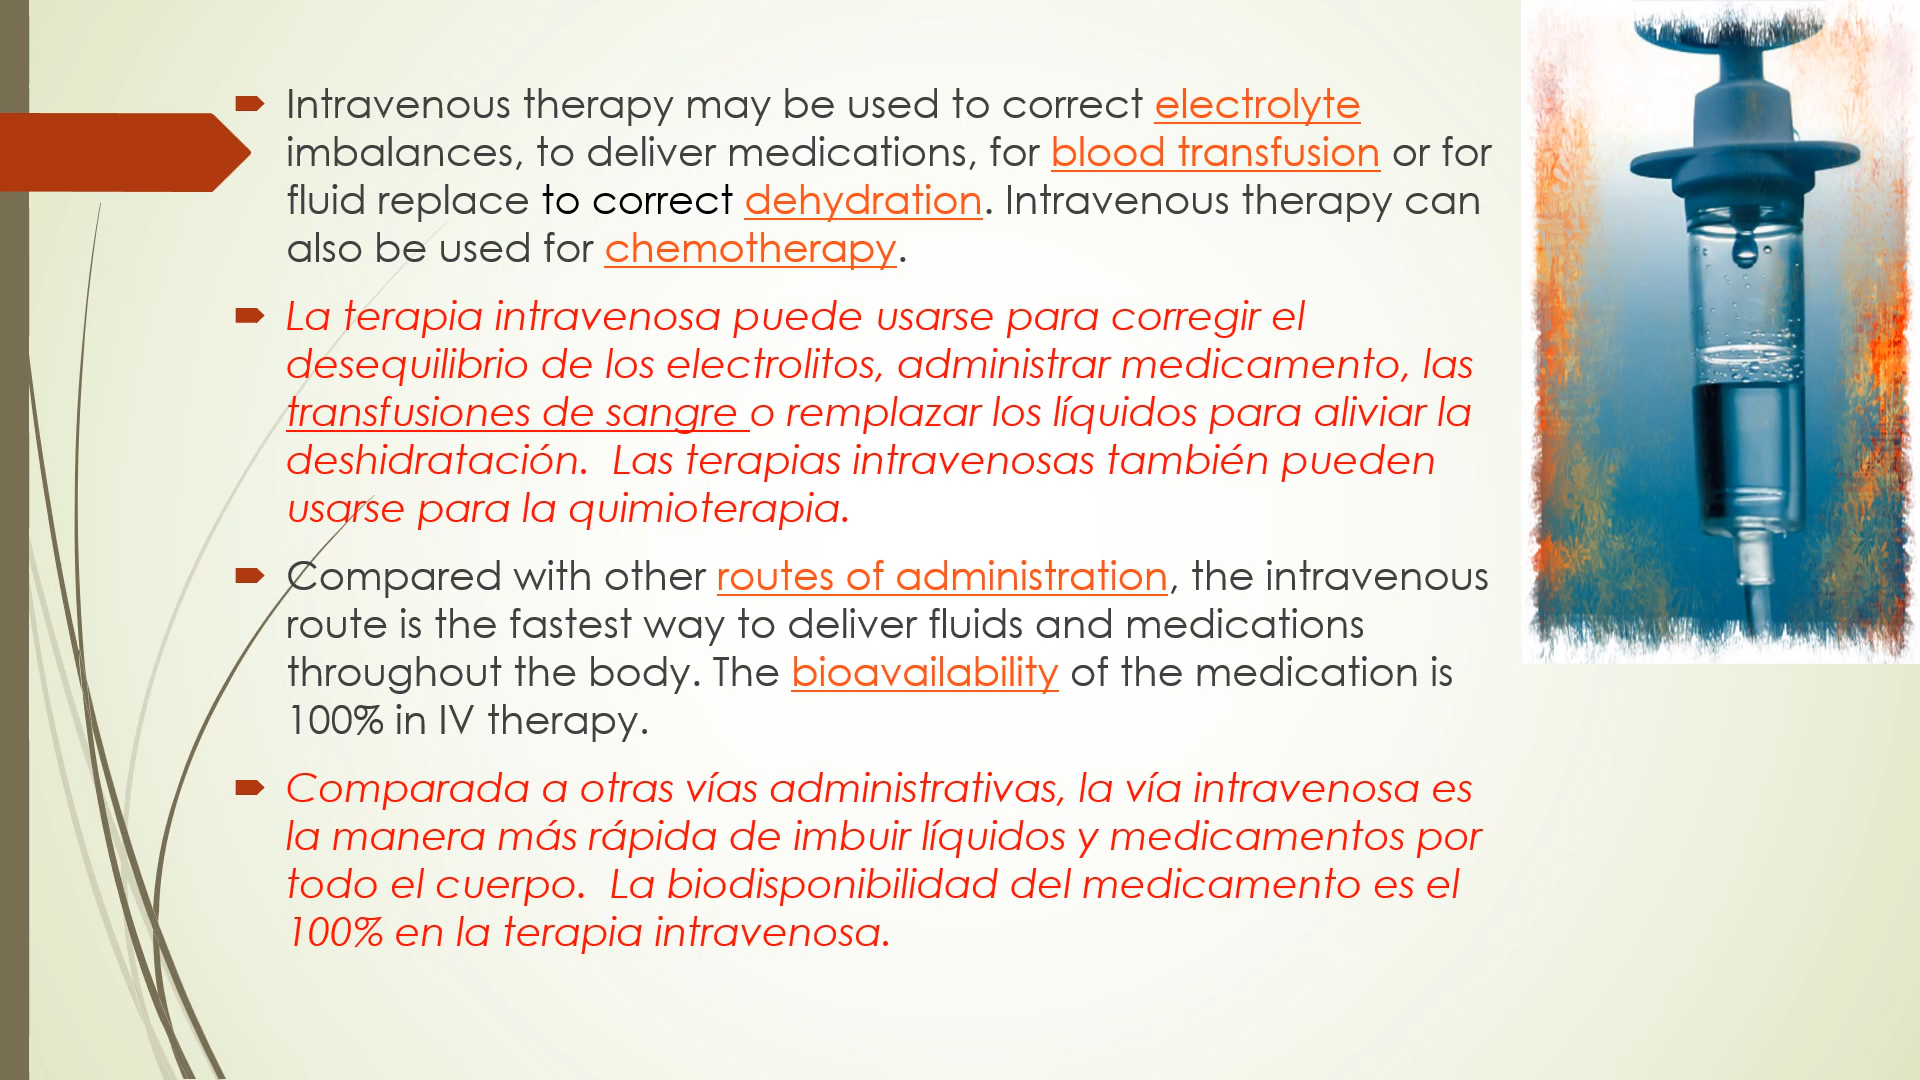 Intravenous therapy may be used to correct electrolyte
imbalances, to deliver medications, for blood transfusion or for
fluid replace to correct dehydration. Intravenous therapy can
also be used for chemotherapy.
La terapia intravenosa puede usarse para corregir el
desequilibrio de los electrolitos, administrar medicamento, las
transfusiones de sangre o remplazar los líquidos para aliviar la
deshidratación.  Las terapias intravenosas también pueden
usarse para la quimioterapia.
Compared with other routes of administration, the intravenous
route is the fastest way to deliver fluids and medications
throughout the body. The bioavailability of the medication is
100% in IV therapy.
Comparada a otras vías administrativas, la vía intravenosa es
la manera más rápida de imbuir líquidos y medicamentos por
todo el cuerpo.  La biodisponibilidad del medicamento es el
100% en la terapia intravenosa.